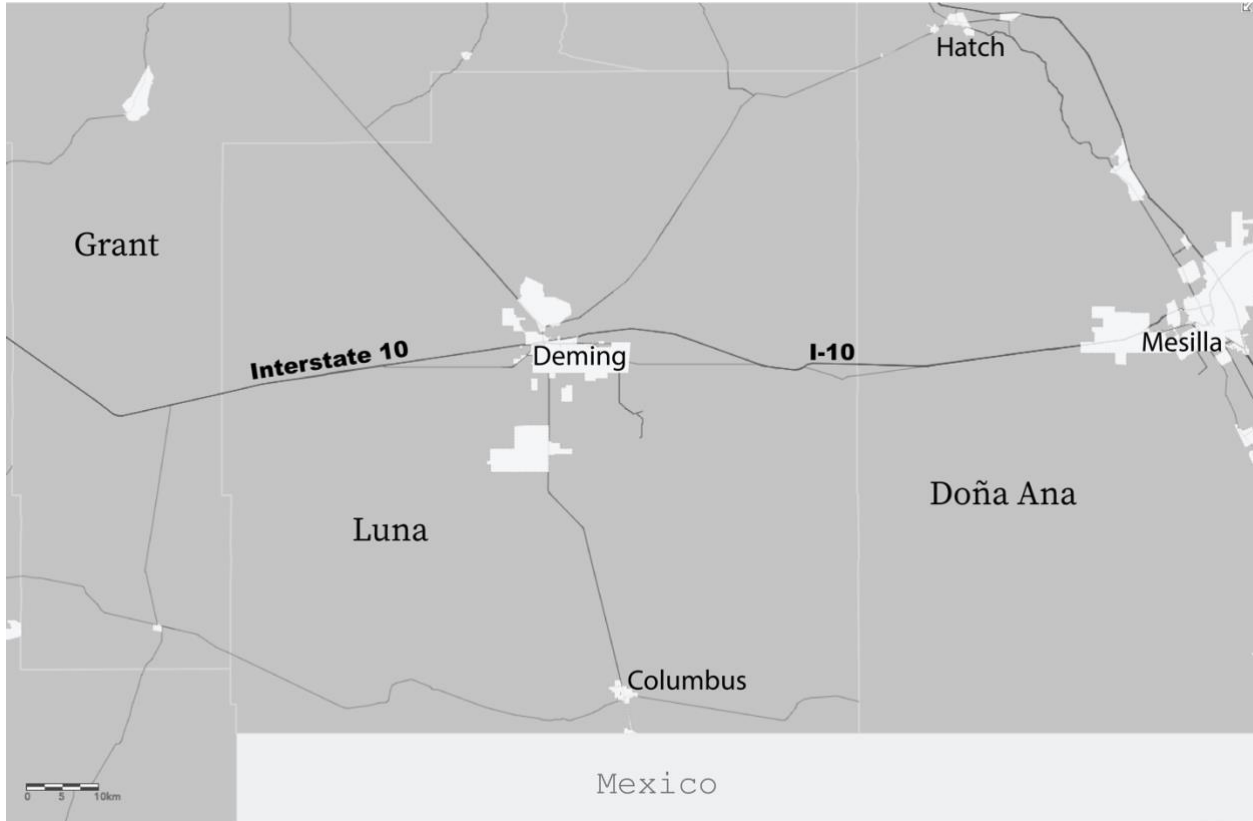 Hatch
Grant
Interstate 10
Deming
I-10
Mesilla
Luna
Doña Ana
Columbus
Mexico
0 5 10km